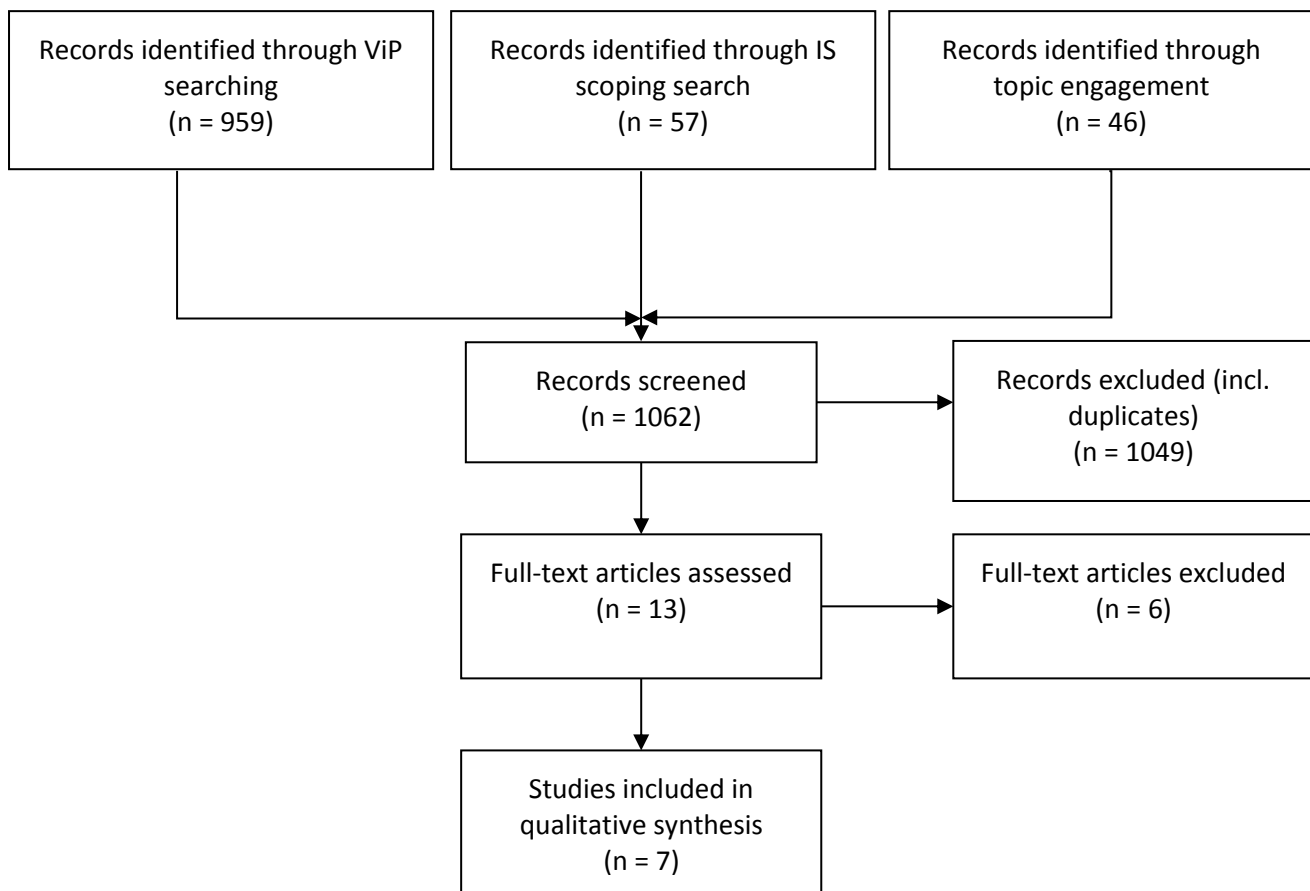 Records identified through ViP
searching
(n = 959)
Records identified through IS
scoping search
(n = 57)
Records identified through
topic engagement
(n = 46)
Records screened
(n = 1062)
Records excluded (incl.
duplicates)
(n = 1049)
Full-text articles assessed
(n = 13)
Full-text articles excluded
(n = 6)
Studies included in
qualitative synthesis
(n = 7)